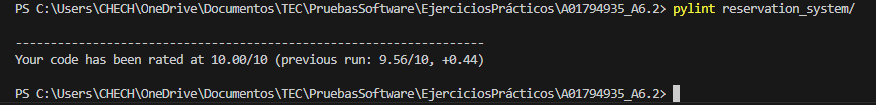 PS C:\Users\CHECH\OneDrive\Documentos\TEC\PruebasSoftware\EjerciciosPrácticos\A01794935_A6.2> pylint reservation_system/
------------------------------------------------------------------
Your code has been rated at 10.00/10 (previous run: 9.56/10, +0.44)
PS C:\Users\CHECH\OneDrive\Documentos\TEC\PruebasSoftware\EjerciciosPrácticos\A01794935_A6.2>